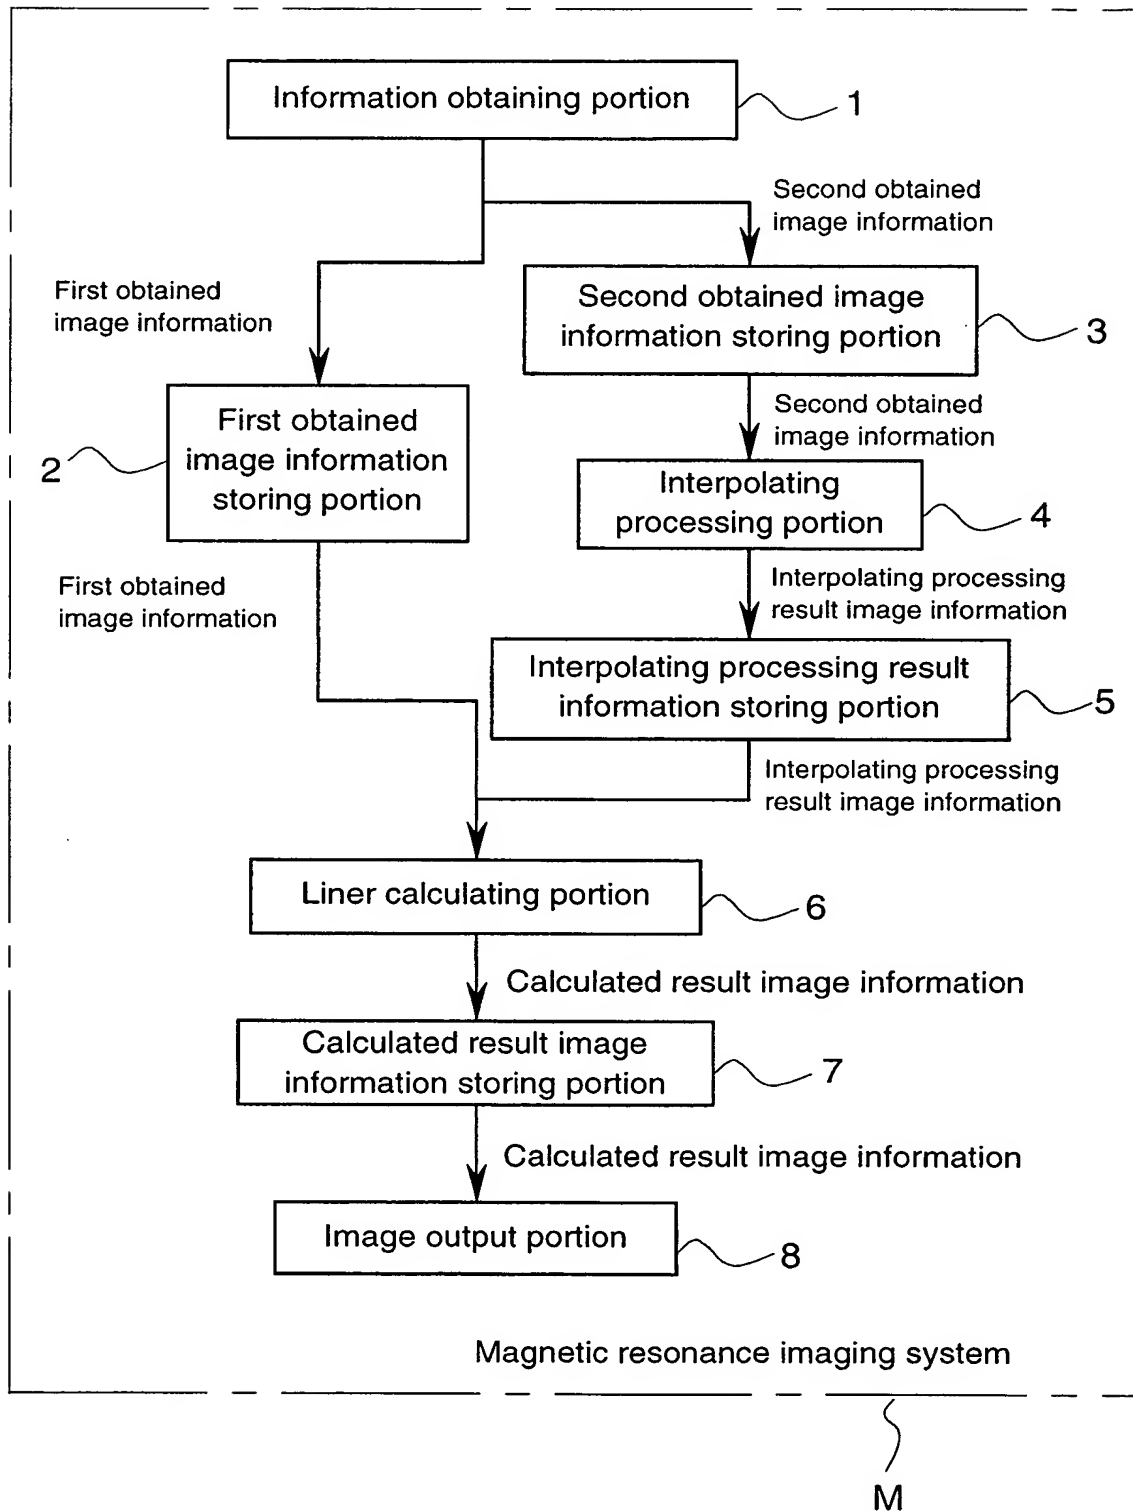 Information obtaining portion
1
Second obtained
image information
First obtained
image information
Second obtained image
information storing portion
3
Second obtained
image information
First obtained
image information
storing portion
2
Interpolating
processing portion
4
First obtained
image information
Interpolating processing
result image information
Interpolating processing result
information storing portion
5
Interpolating processing
result image information
Liner calculating portion
6
Calculated result image information
Calculated result image
information storing portion
7
Calculated result image information
Image output portion
8
Magnetic resonance imaging system
M